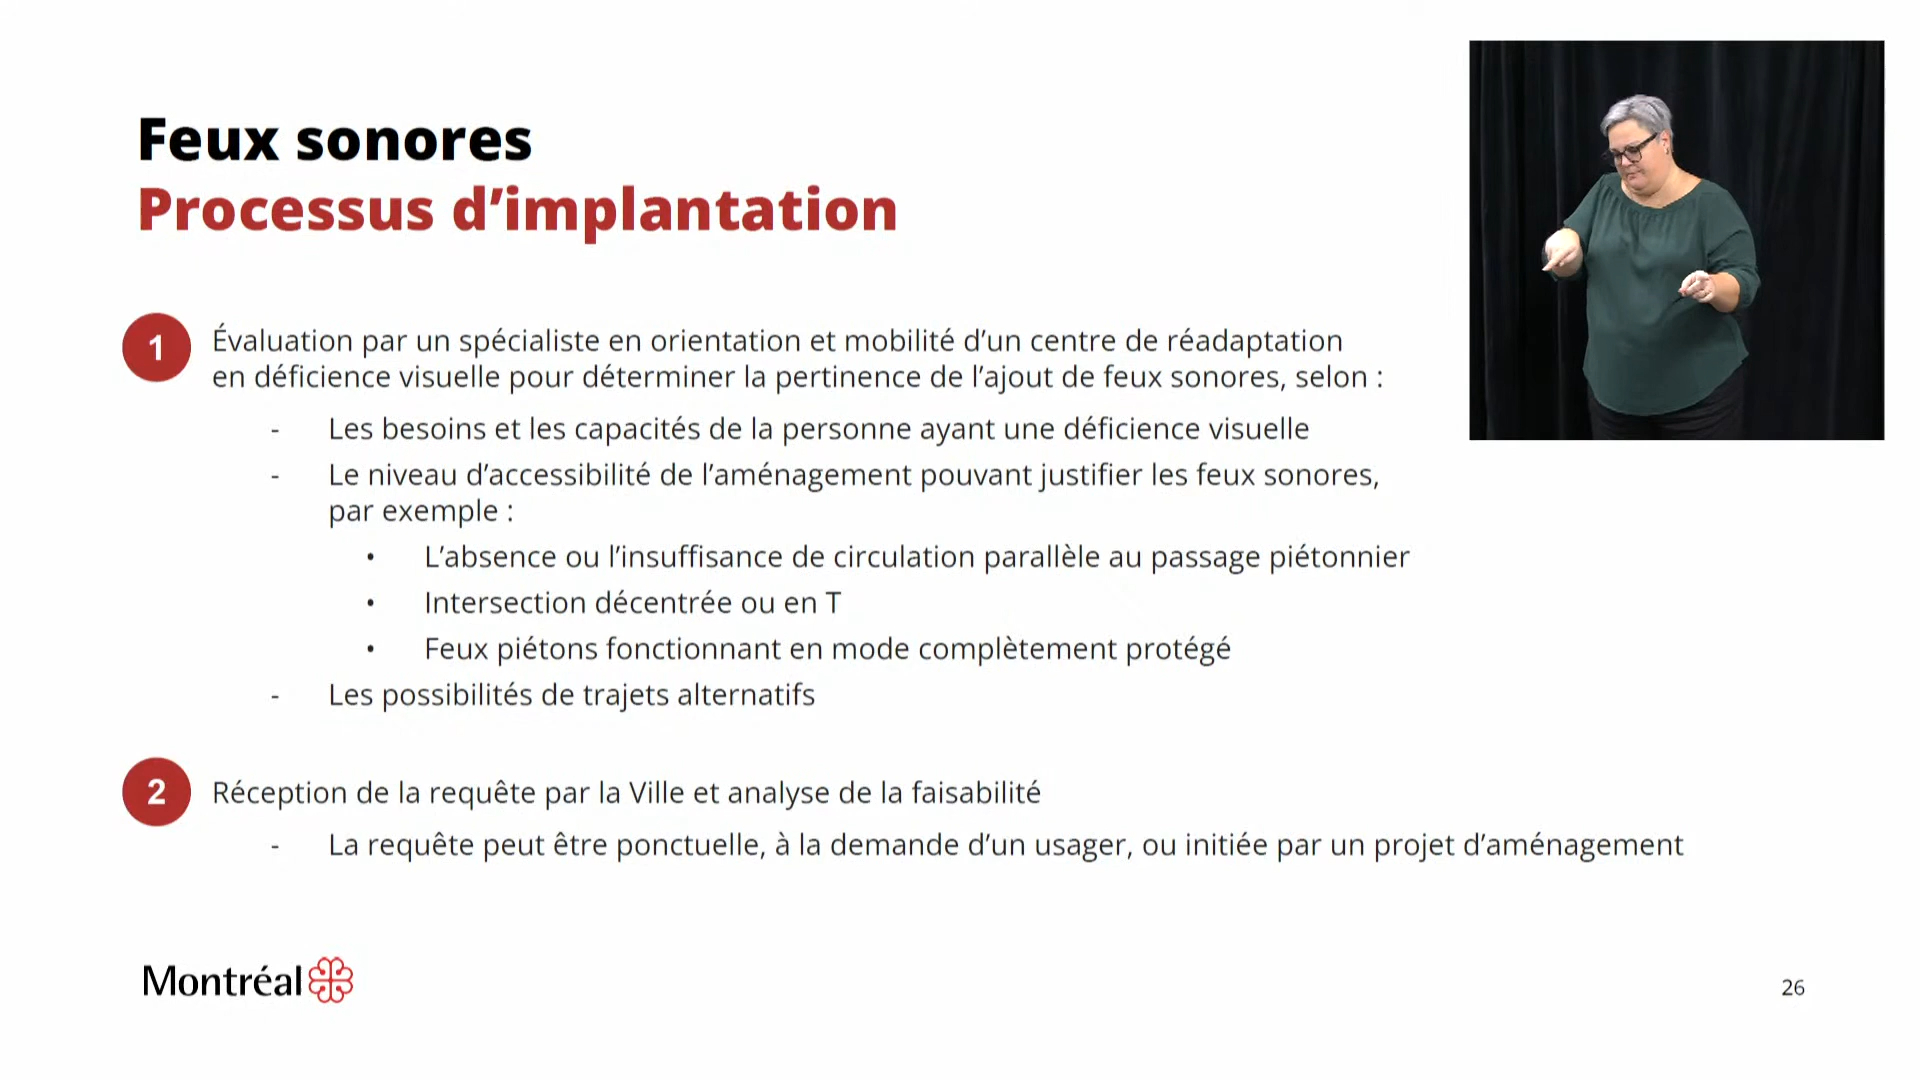 Feux sonores
Processus d’implantation
1 Évaluation par un spécialiste en orientation et mobilité d’un centre de réadaptation
en déficience visuelle pour déterminer la pertinence de l’ajout de feux sonores, selon :
- Les besoins et les capacités de la personne ayant une déficience visuelle
- Le niveau d’accessibilité de l’aménagement pouvant justifier les feux sonores,
par exemple :
• L’absence ou l’insuffisance de circulation parallèle au passage piétonnier
• Intersection décentrée ou en T
• Feux piétons fonctionnant en mode complètement protégé
- Les possibilités de trajets alternatifs
2 Réception de la requête par la Ville et analyse de la faisabilité
- La requête peut être ponctuelle, à la demande d’un usager, ou initiée par un projet d’aménagement
Montréal
26